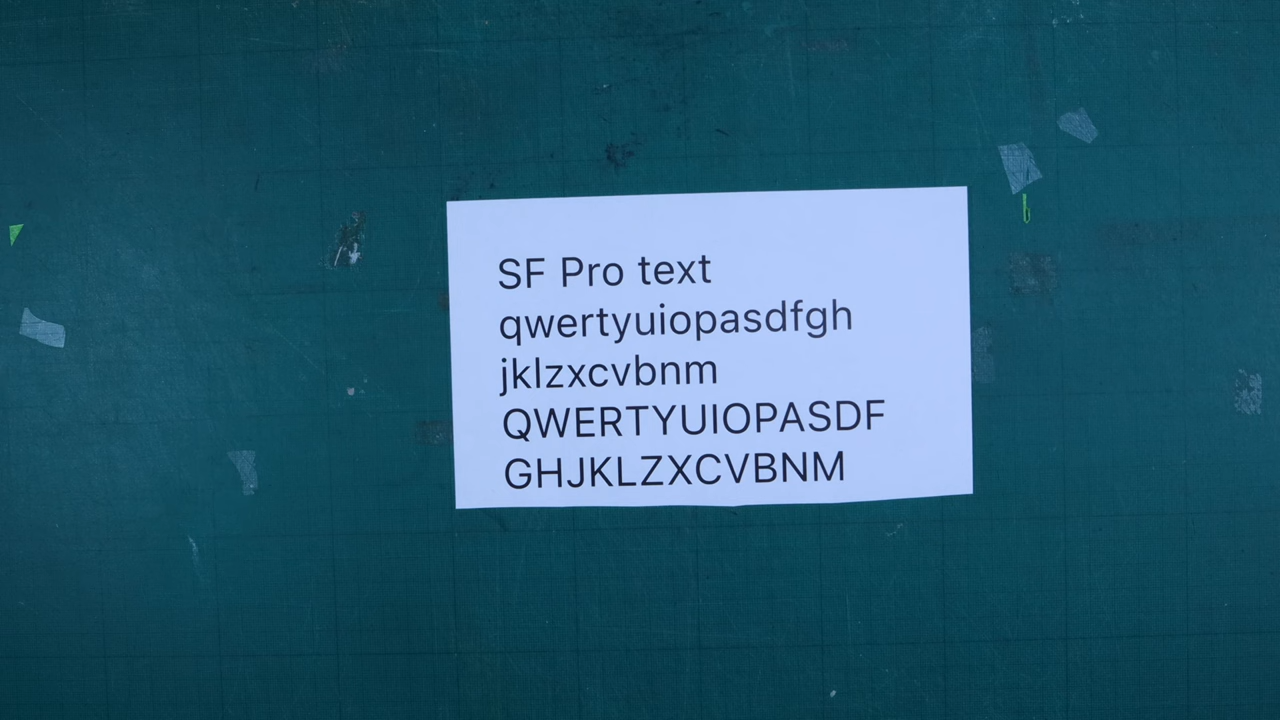 SF Pro text
qwertyuiopasdfgh
jklzxcvbnm
QWERTYUIOPASDF
GHJKLZXCVBNM